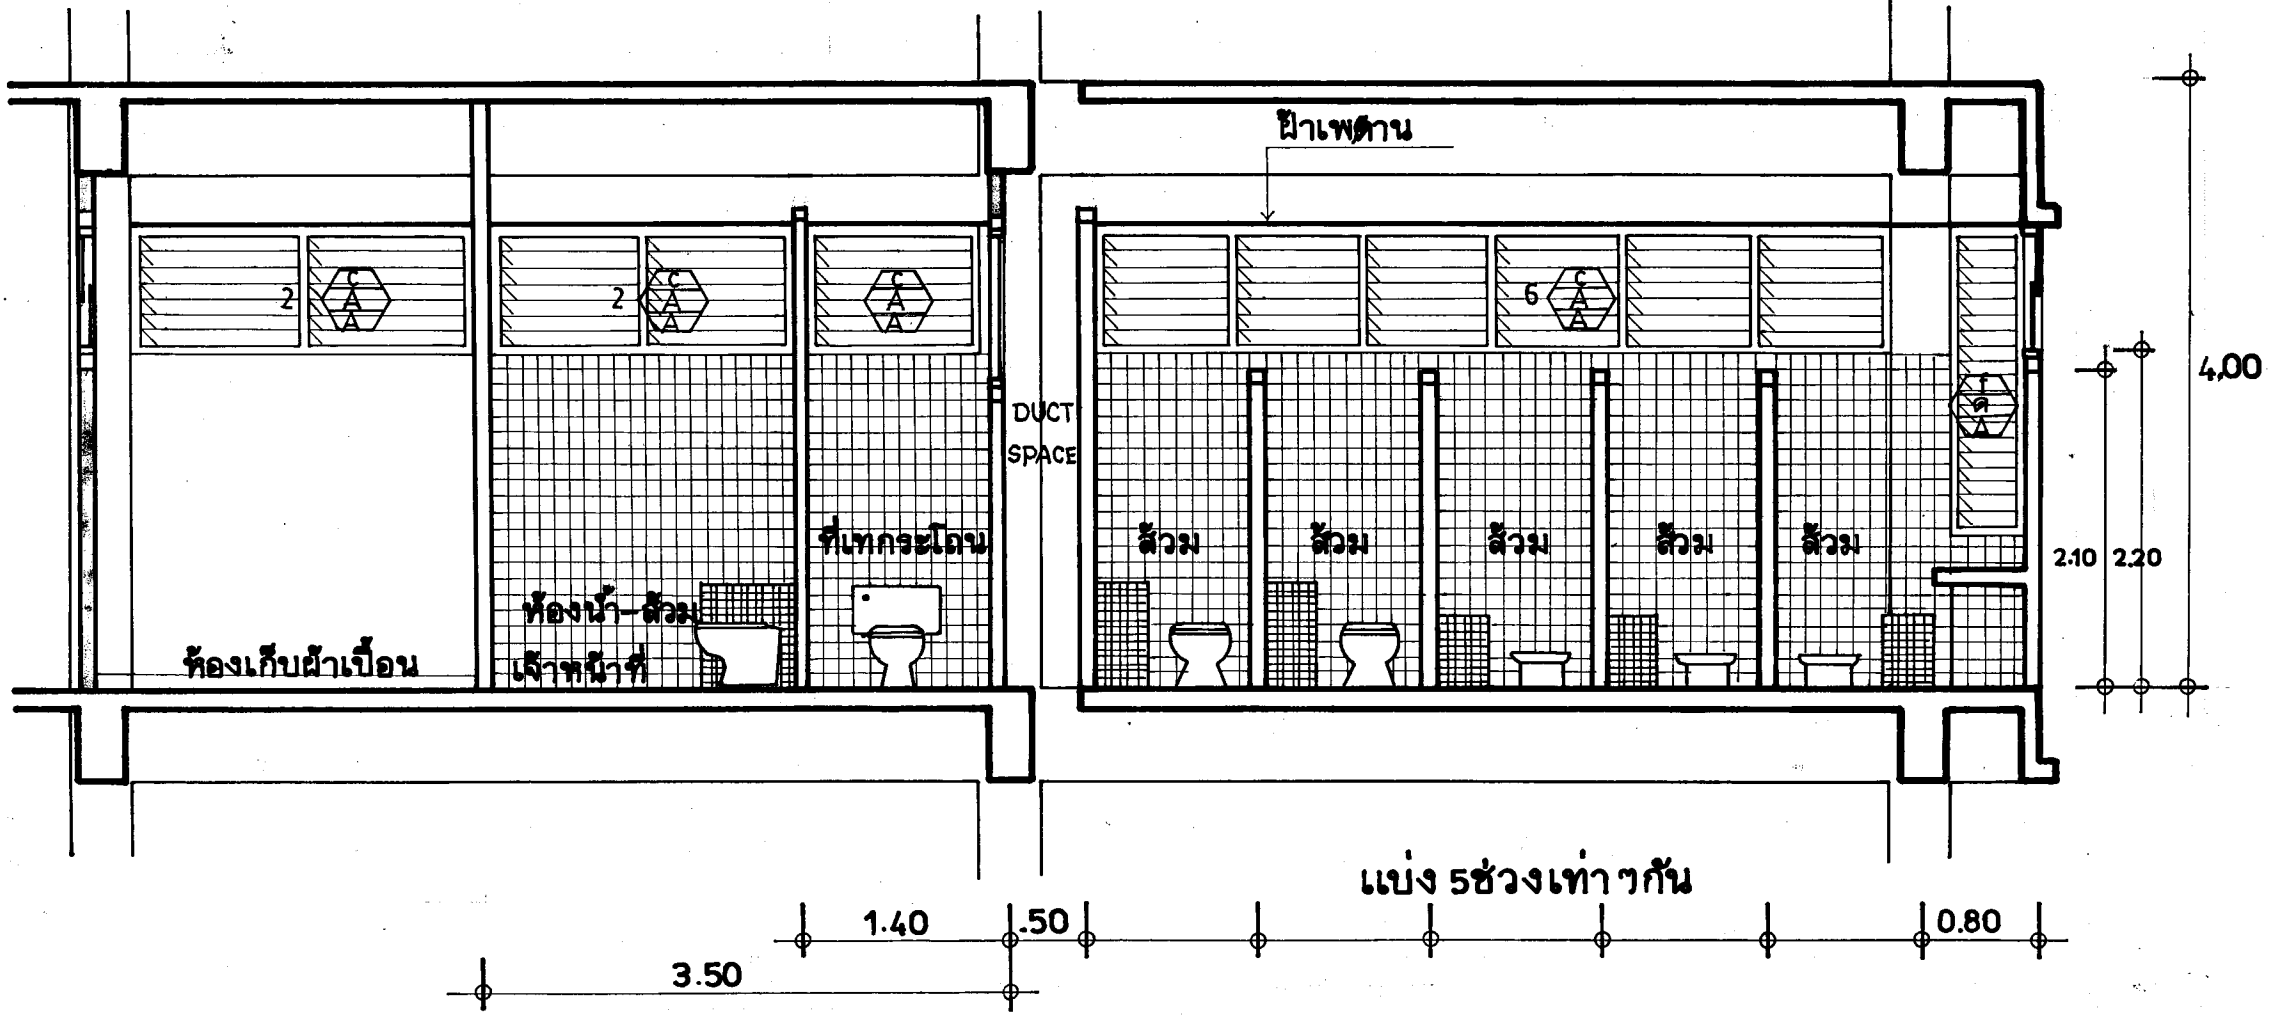 ฝ้าเพดาน
2
C
A
A
2
C
A
A
C
A
A
6
C
A
A
f
ค
A
4.00
DUCT
SPACE
2.10
2.20
ที่เทกระโถน
ส้วม
ส้วม
ส้วม
ส้วม
ส้วม
ห้องน้ำ-ส้วม
เจ้าหน้าที่
ห้องเก็บผ้าเปื้อน
แบ่ง 5ช่วงเท่าๆกัน
1.40
.50
0.80
3.50